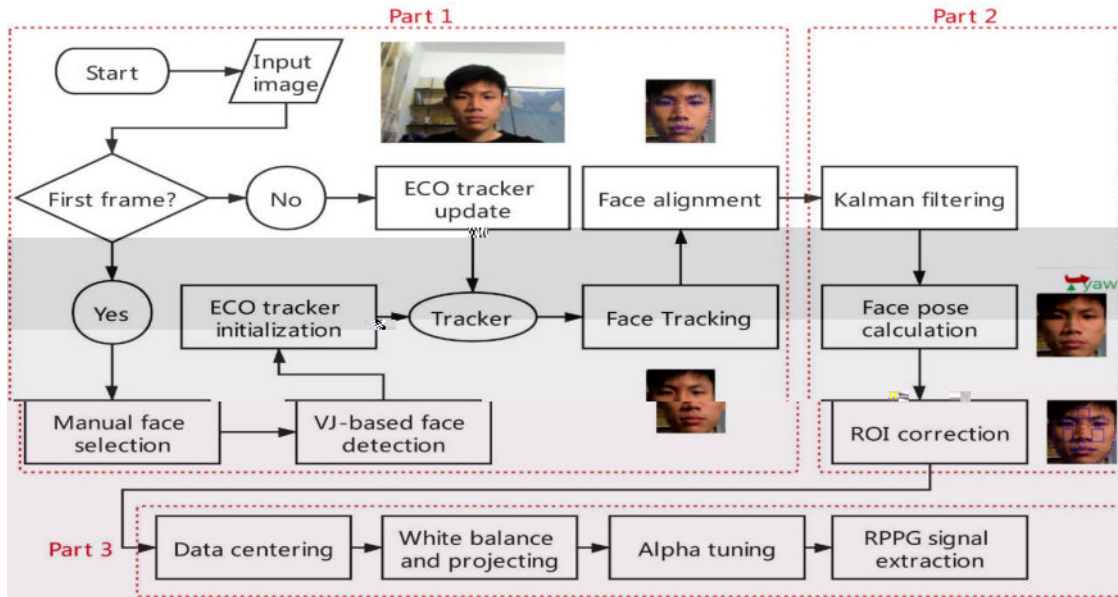 Part 1
Part 2
Start
Input
image
First frame?
No
ECO tracker
update
Face alignment
Kalman filtering
Yes
ECO tracker
initialization
Tracker
Face Tracking
Face pose
calculation
yaw
Manual face
selection
VJ-based face
detection
ROI correction
Part 3
Data centering
White balance
and projecting
Alpha tuning
RPPG signal
extraction